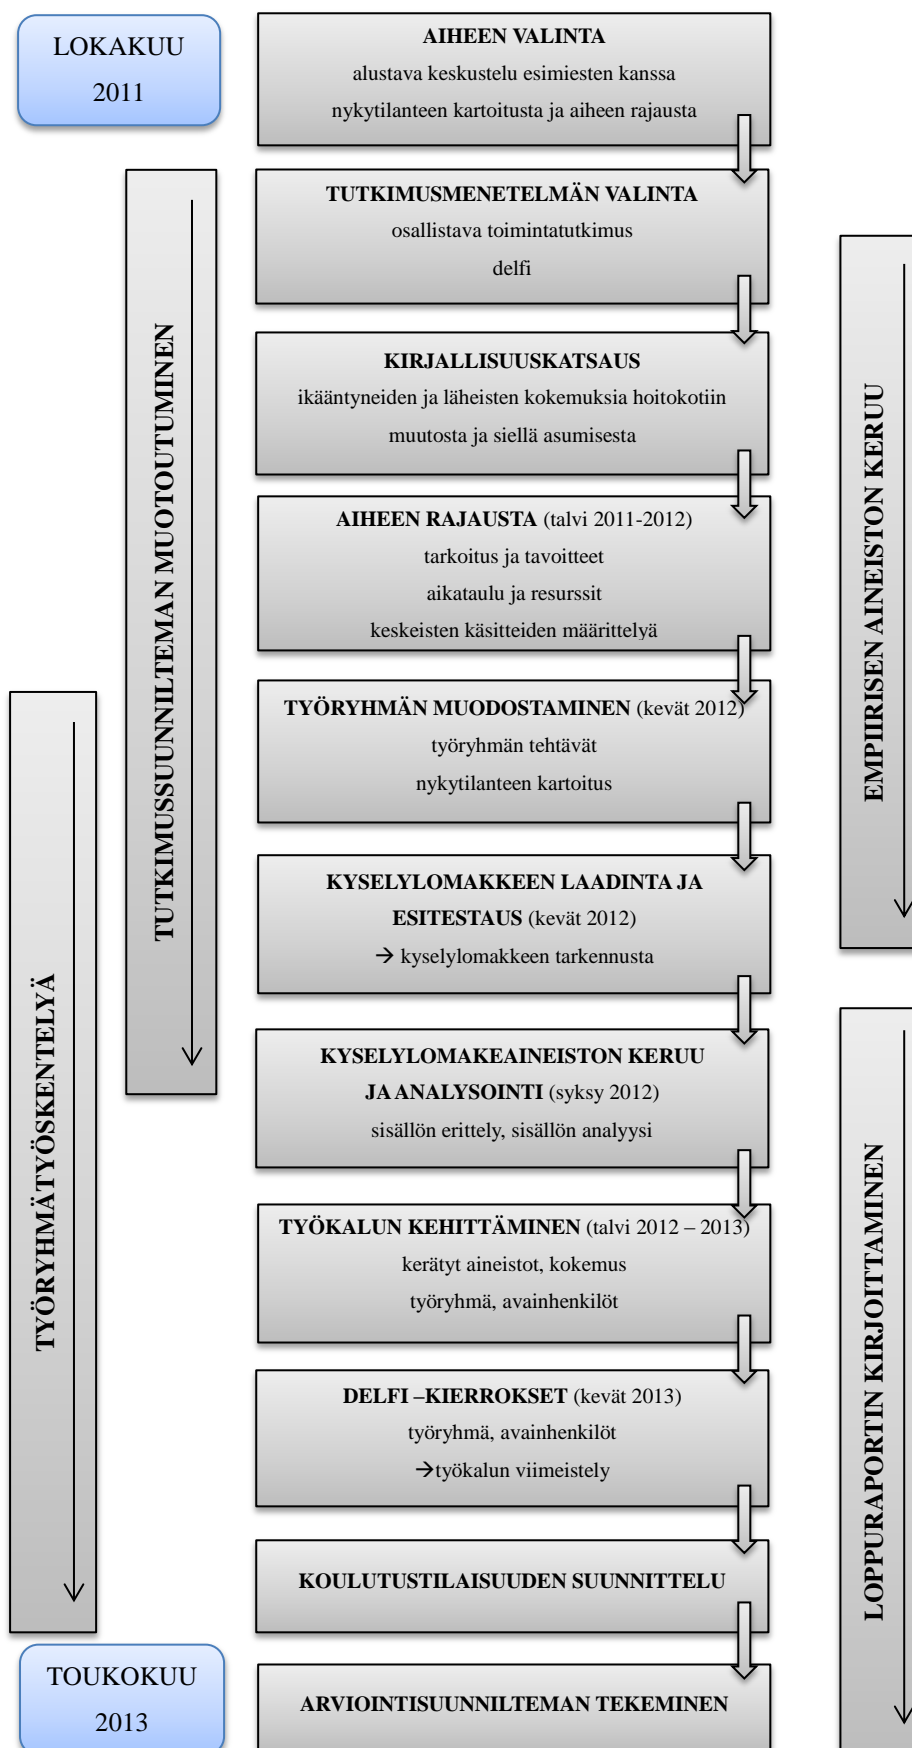 LOKAKUU
2011
AIHEEN VALINTA
alustava keskustelu esimiesten kanssa
nykytilanteen kartoitusta ja aiheen rajausta
TUTKIMUSMENETELMÄN VALINTA
osallistava toimintatutkimus
delfi
KIRJALLISUUSKATSAUS
ikääntyneiden ja läheisten kokemuksia hoitokotiin
muutosta ja siellä asumisesta
AIHEEN RAJAUSTA (talvi 2011-2012)
tarkoitus ja tavoitteet
aikataulu ja resurssit
keskeisten käsitteiden määrittelyä
TYÖRYHMÄN MUODOSTAMINEN (kevät 2012)
työryhmän tehtävät
nykytilanteen kartoitus
KYSELYLOMAKKEEN LAADINTA JA
ESITESTAUS (kevät 2012)
→ kyselylomakkeen tarkennusta
KYSELYLOMAKEAINEISTON KERUU
JA ANALYSOINTI (syksy 2012)
sisällön erittely, sisällön analyysi
TYÖKALUN KEHITTÄMINEN (talvi 2012 – 2013)
kerätyt aineistot, kokemus
työryhmä, avainhenkilöt
DELFI –KIERROKSET (kevät 2013)
työryhmä, avainhenkilöt
→työkalun viimeistely
KOULUTUSTILAISUUDEN SUUNNITTELU
ARVIOINTISUUNNILTEMAN TEKEMINEN
TOUKOKUU
2013
TUTKIMUSSUUNNILTEMAN MUOTOUTUMINEN
TYÖRYHMÄTYÖSKENTELYÄ
EMPIIRISEN AINEISTON KERUU
LOPPURAPORTIN KIRJOITTAMINEN